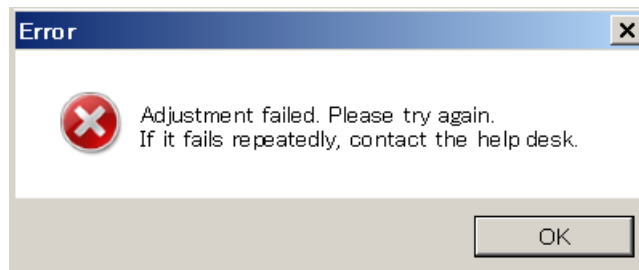 Error
Adjustment failed. Please try again.
If it fails repeatedly, contact the help desk.
OK